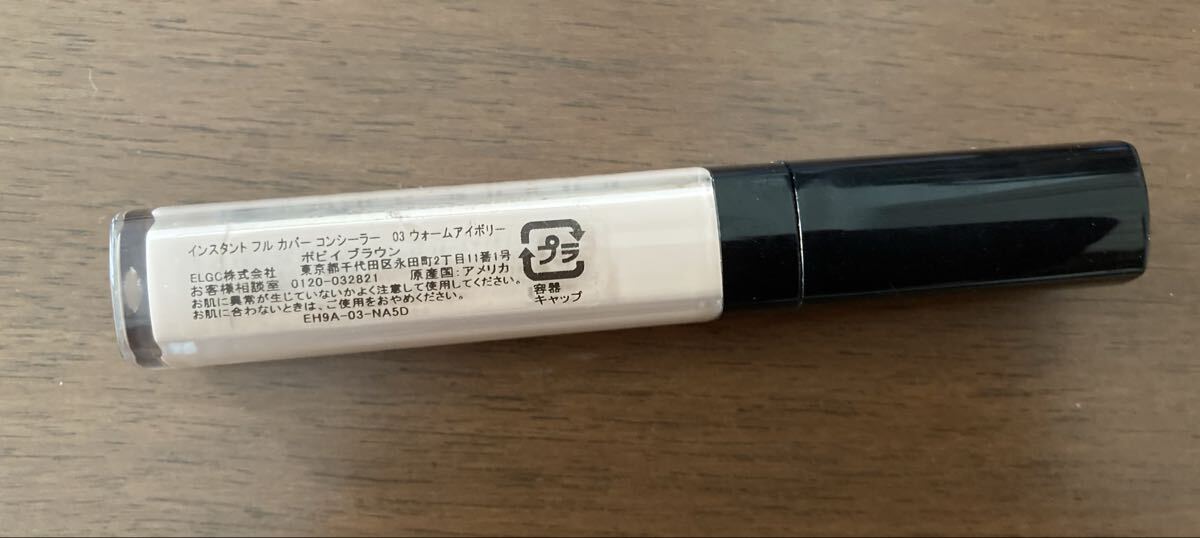 インスタント フル カバー コンシーラー 03 ウォームアイボリー
ボビイ ブラウン
ELGC株式会社 東京都千代田区永田町2丁目11番1号
お客様相談室 0120-032821 原産国:アメリカ
お肌に異常が生じていないかよく注意して使用してください。
お肌に合わないときは、ご使用をおやめください。
EH9A-03-NA5D
プラ
容器
キャップ